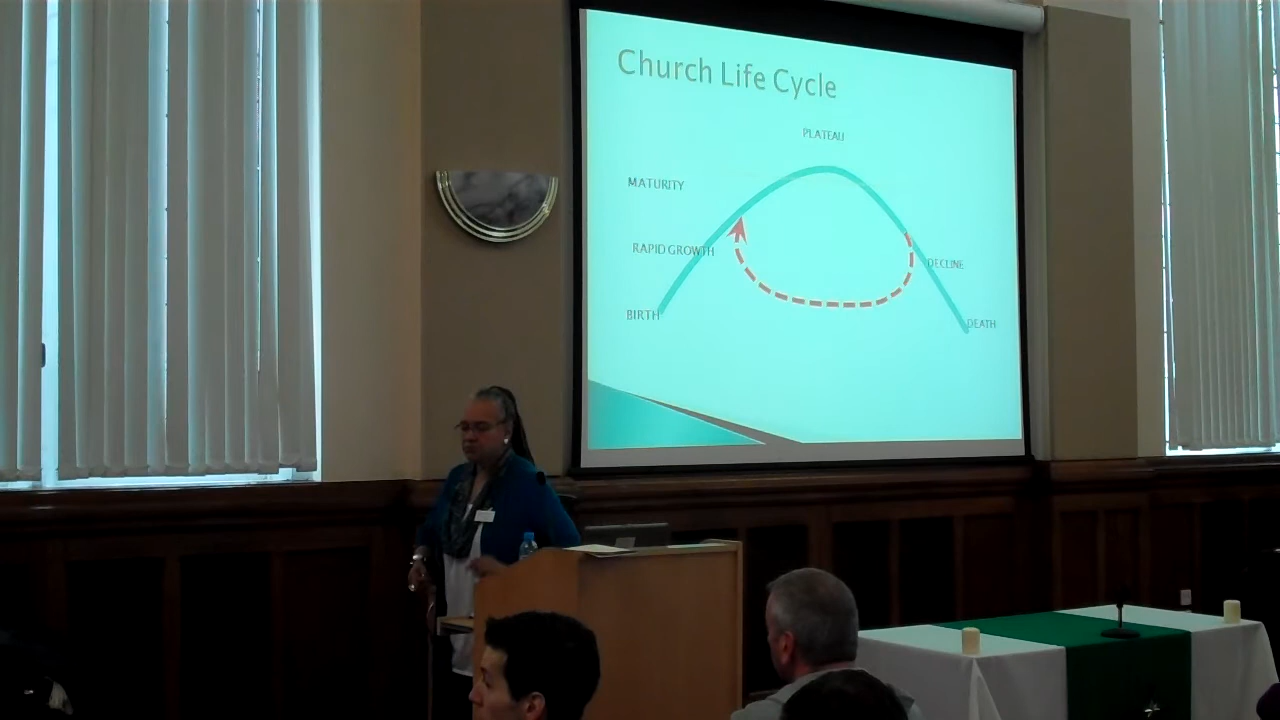 Church Life Cycle
PLATEAU
MATURITY
RAPID GROWTH
DECLINE
BIRTH
DEATH